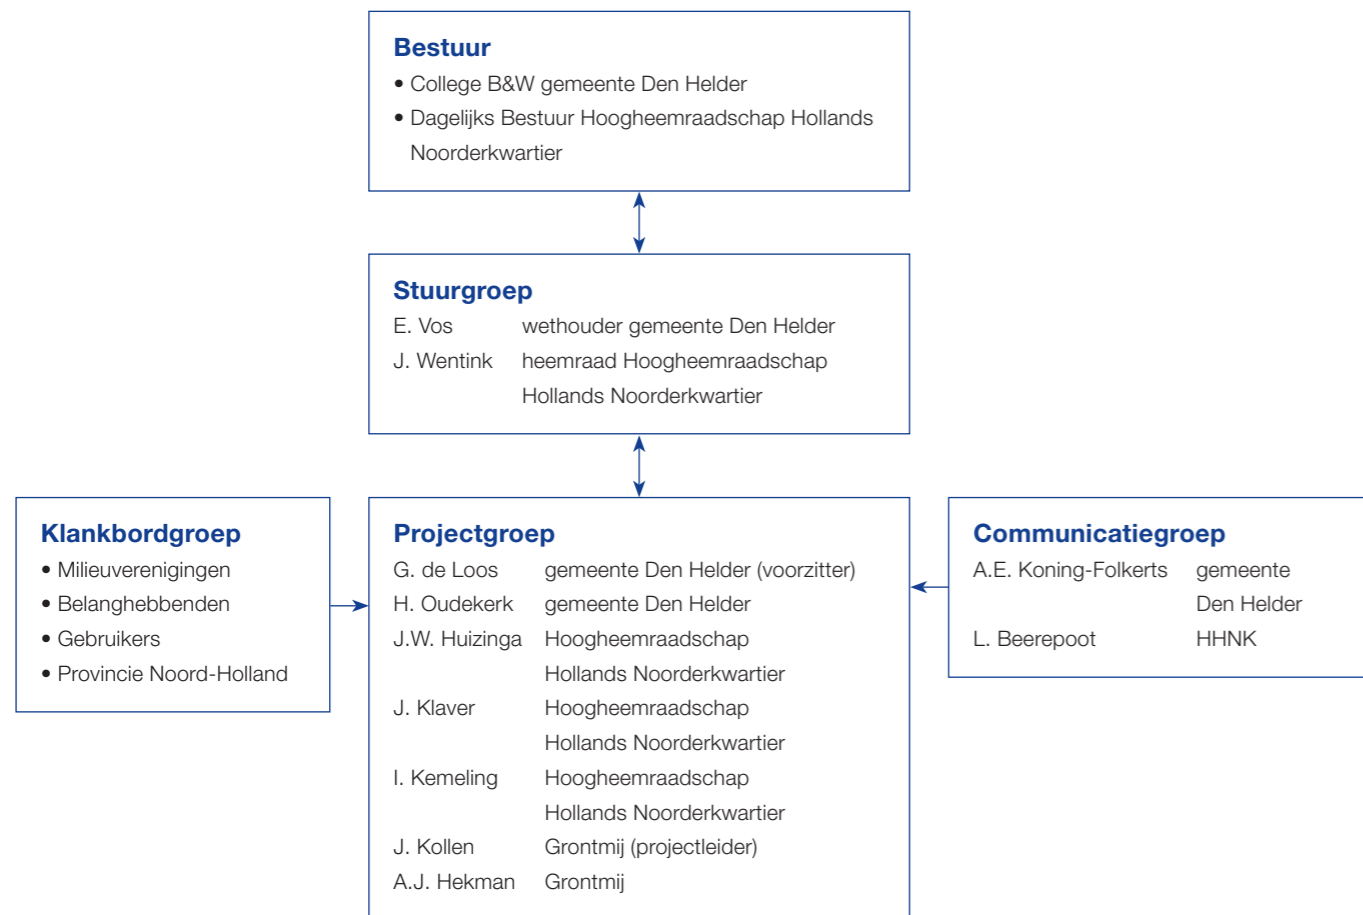 Bestuur
• College B&W gemeente Den Helder
• Dagelijks Bestuur Hoogheemraadschap Hollands
Noorderkwartier
Stuurgroep
E. Vos wethouder gemeente Den Helder
J. Wentink heemraad Hoogheemraadschap
Hollands Noorderkwartier
Klankbordgroep
• Milieuverenigingen
• Belanghebbenden
• Gebruikers
• Provincie Noord-Holland
Projectgroep
G. de Loos gemeente Den Helder (voorzitter)
H. Oudekerk gemeente Den Helder
J.W. Huizinga Hoogheemraadschap
Hollands Noorderkwartier
J. Klaver Hoogheemraadschap
Hollands Noorderkwartier
I. Kemeling Hoogheemraadschap
Hollands Noorderkwartier
J. Kollen Grontmij (projectleider)
A.J. Hekman Grontmij
Communicatiegroep
A.E. Koning-Folkerts gemeente
Den Helder
L. Beerepoot HHNK